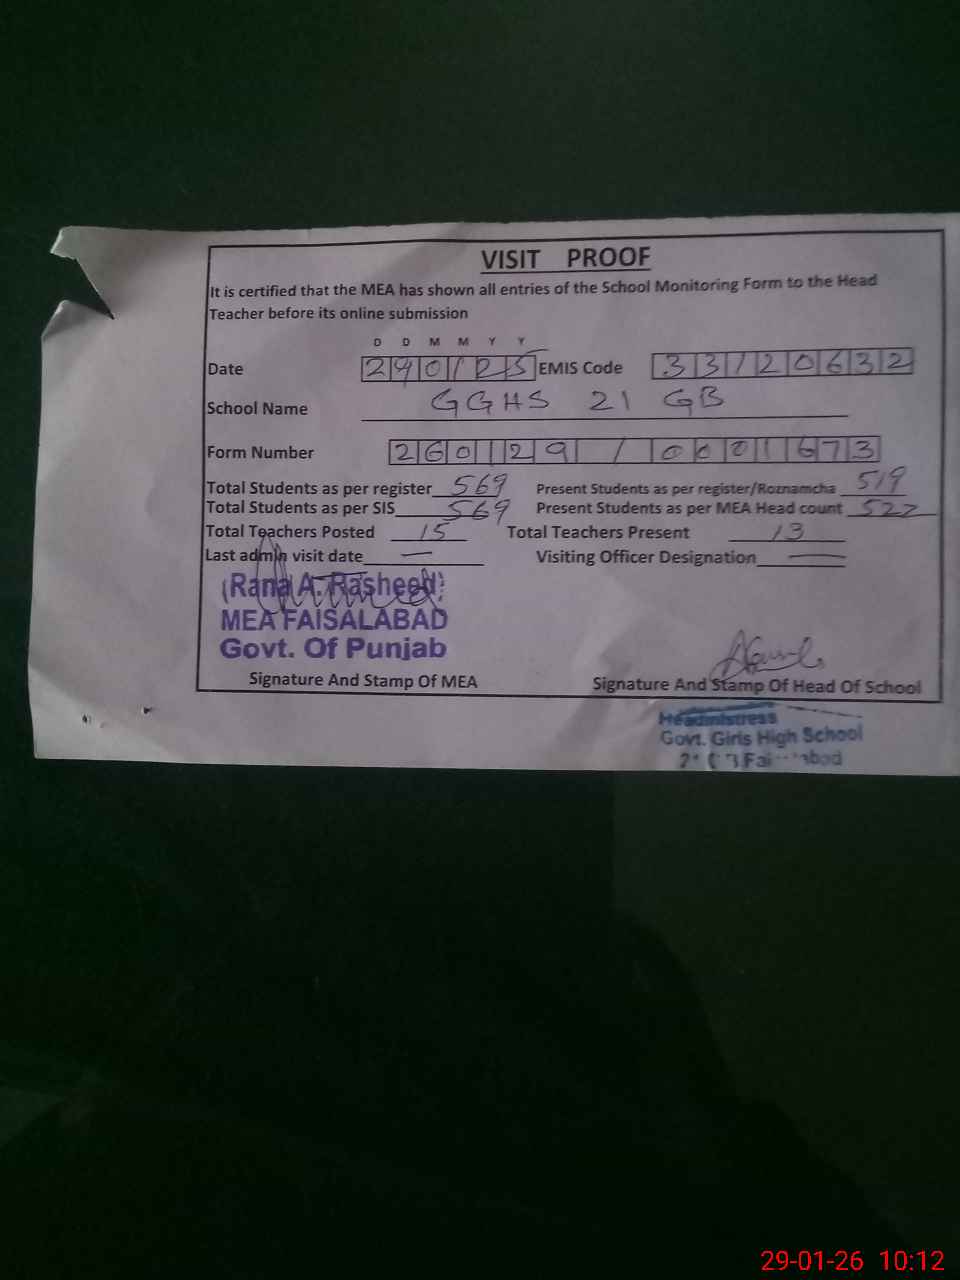 VISIT PROOF
It is certified that the MEA has shown all entries of the School Monitoring Form to the Head
Teacher before its online submission
D D M M Y Y
Date 290125 EMIS Code 33120632
School Name GGHS 21 GB
Form Number 260129/0001673
Total Students as per register 569 Present Students as per register/Roznamcha 519
Total Students as per SIS 569 Present Students as per MEA Head count 522
Total Teachers Posted 15 Total Teachers Present 13
Last admin visit date — Visiting Officer Designation —
(Rana A. Rasheed)
MEA FAISALABAD
Govt. Of Punjab
Signature And Stamp Of MEA Signature And Stamp Of Head Of School
Headmistress
Govt. Girls High School
29-01-26 10:12